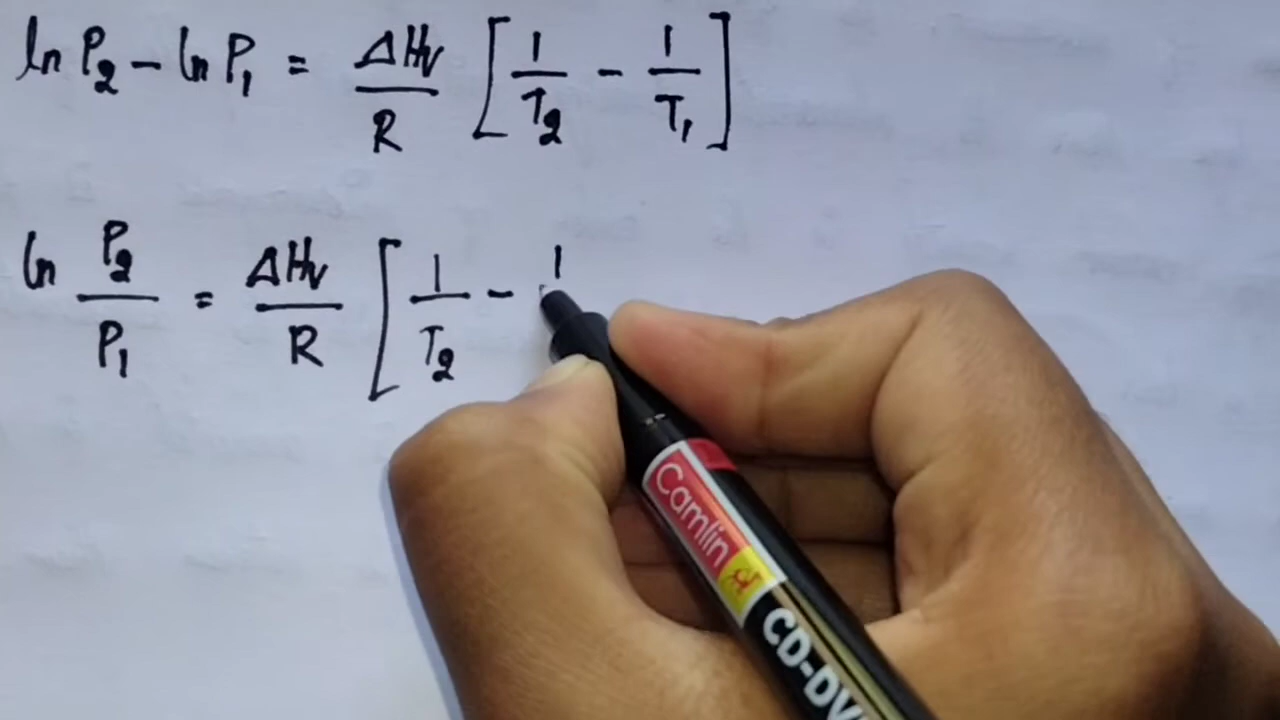 ln P₂ − ln P₁ = ΔHv/R [1/T₂ − 1/T₁]
ln P₂/P₁ = ΔHv/R [1/T₂ − 1
Camlin
CD-DV